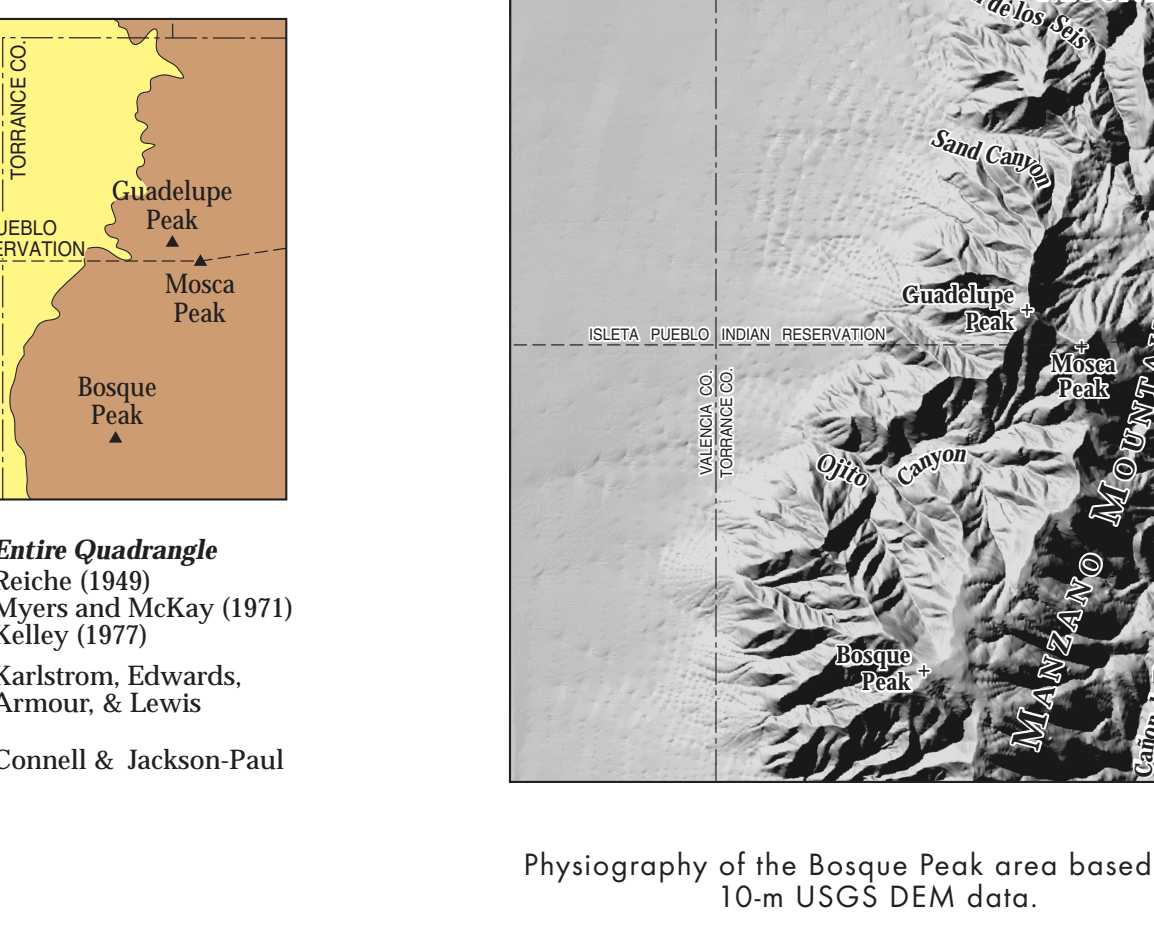 TORRANCE CO.
Guadelupe
Peak
UEBLO
ERVATION
Mosca
Peak
Bosque
Peak
Entire Quadrangle
Reiche (1949)
Myers and McKay (1971)
Kelley (1977)
Karlstrom, Edwards,
Armour, & Lewis
Connell & Jackson-Paul
de los Seis
Sand Canyon
Guadelupe
Peak
ISLETA PUEBLO INDIAN RESERVATION
Mosca
Peak
VALENCIA CO.
TORRANCE CO.
Ojito Canyon
Bosque
Peak
MANZANO MOUNTA
Cañon
Physiography of the Bosque Peak area based
10-m USGS DEM data.